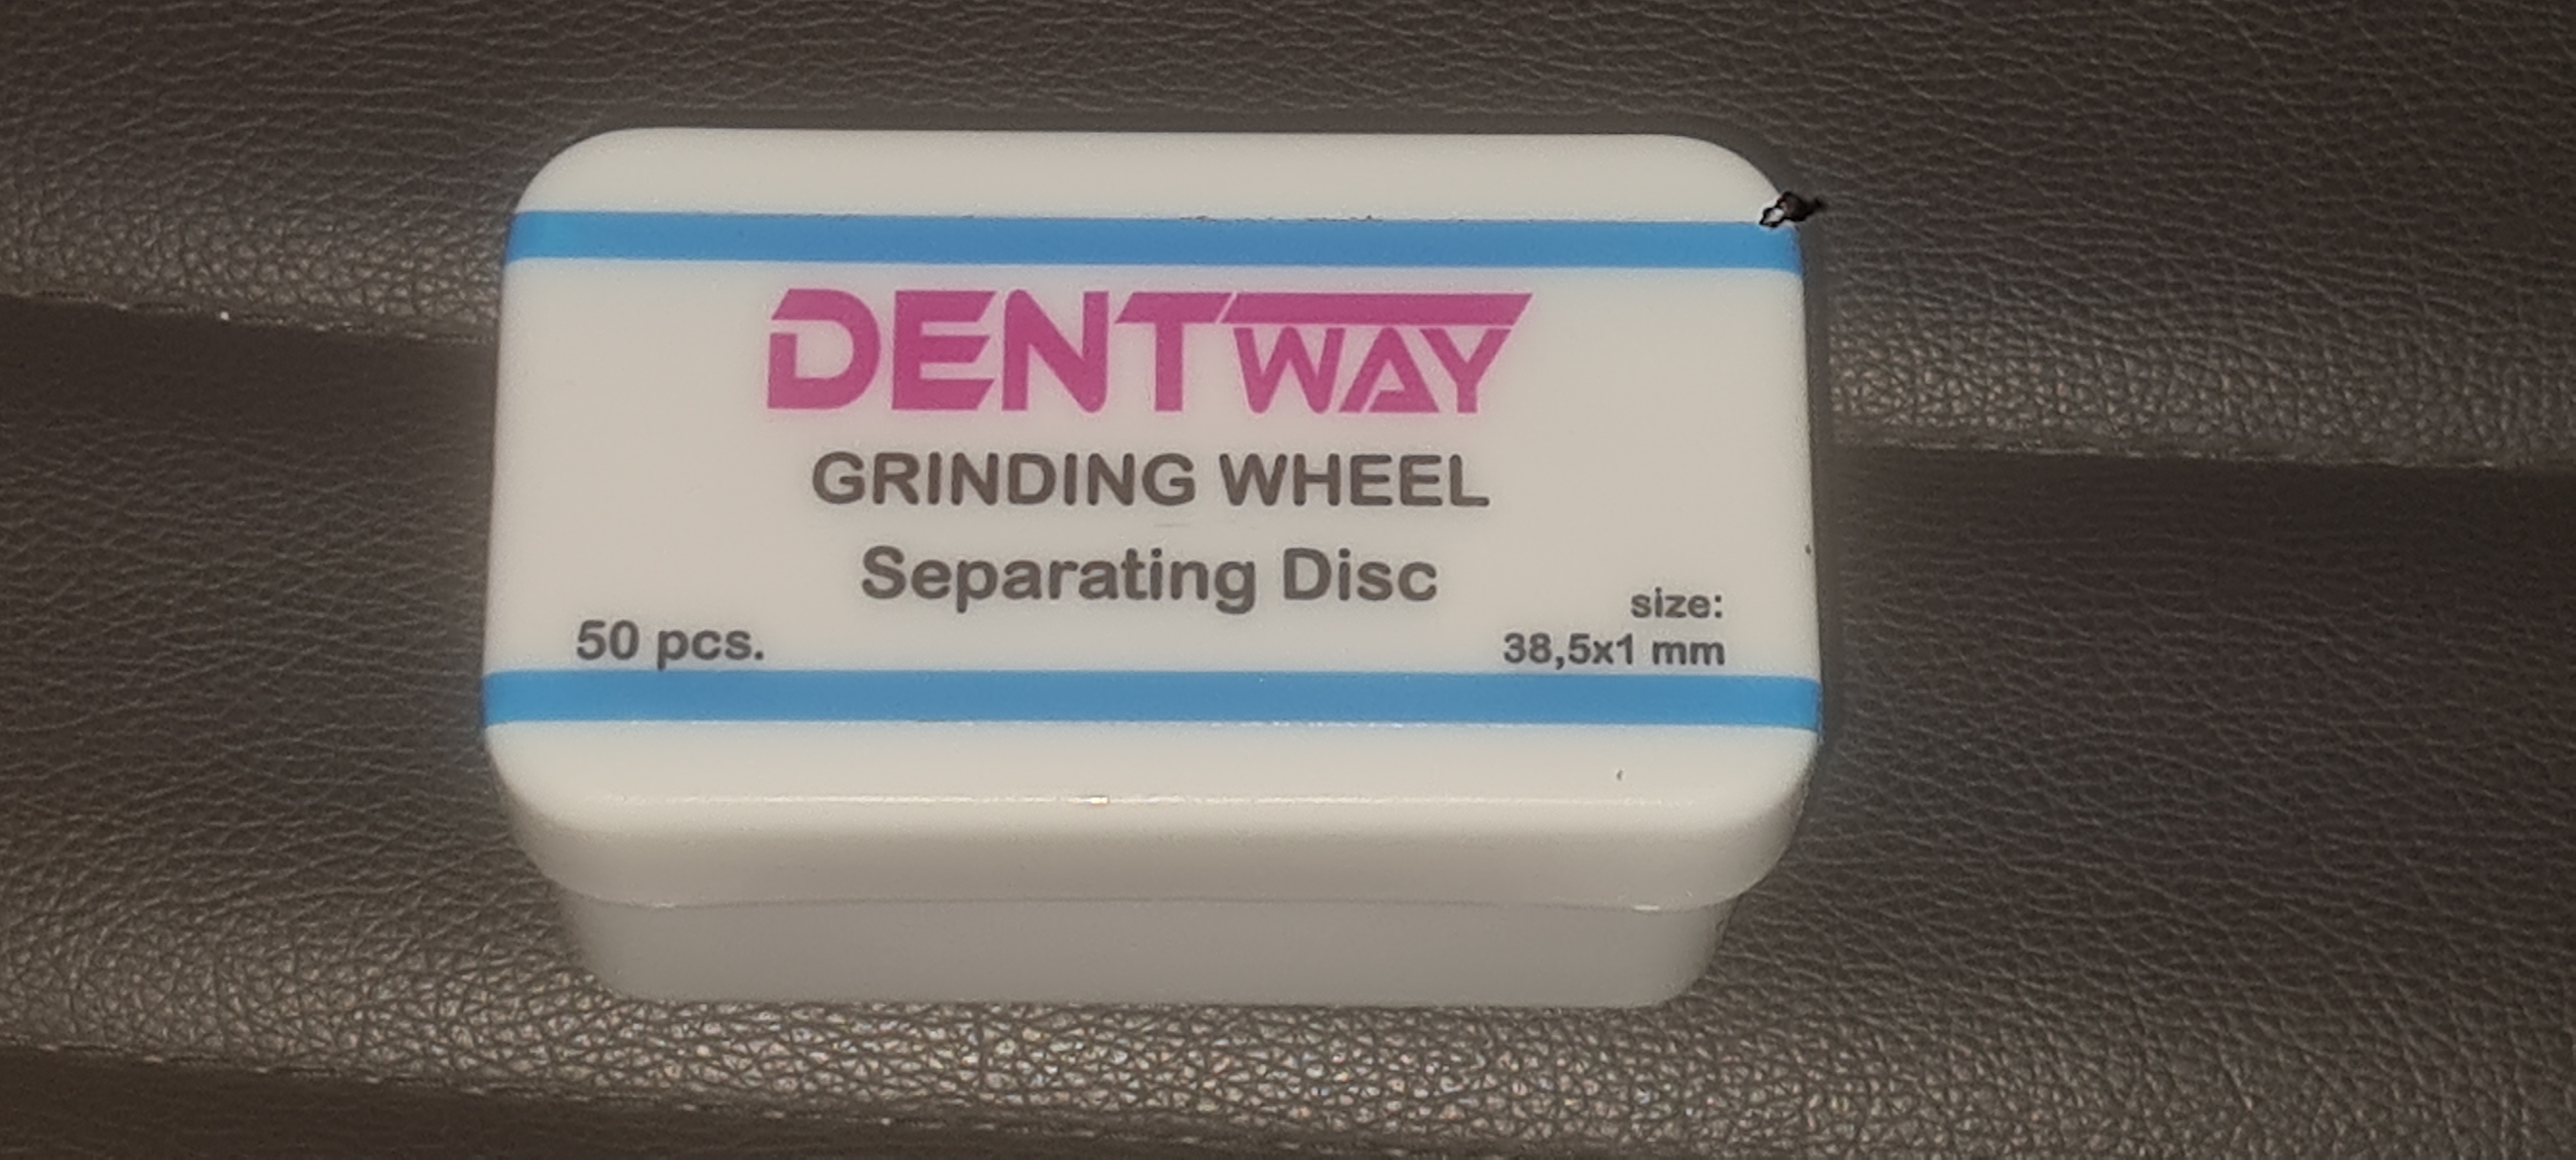 DENTWAY
GRINDING WHEEL
Separating Disc
50 pcs.
size:
38,5x1 mm